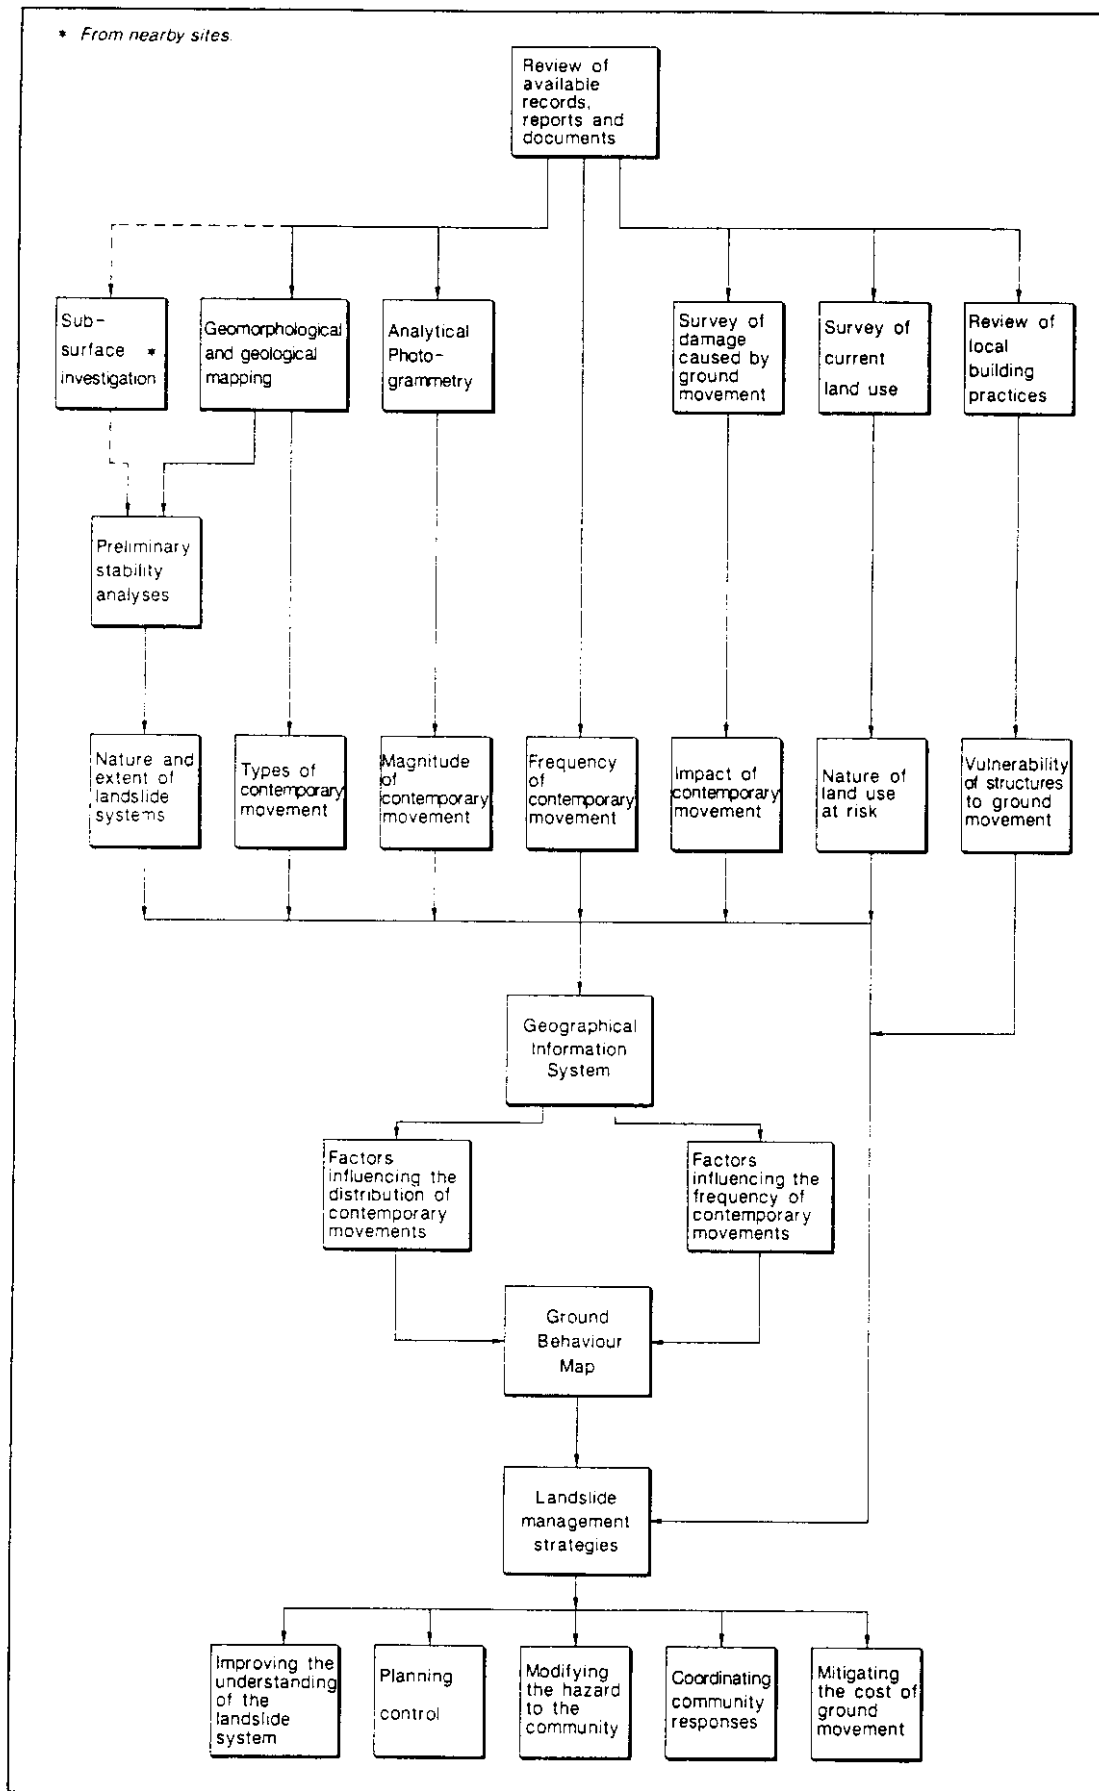 * From nearby sites.
Review of
available
records,
reports and
documents
Sub-
surface *
investigation
Geomorphological
and geological
mapping
Analytical
Photo-
grammetry
Survey of
damage
caused by
ground
movement
Survey of
current
land use
Review of
local
building
practices
Preliminary
stability
analyses
Nature and
extent of
landslide
systems
Types of
contemporary
movement
Magnitude
of
contemporary
movement
Frequency
of
contemporary
movement
Impact of
contemporary
movement
Nature of
land use
at risk
Vulnerability
of structures
to ground
movement
Geographical
Information
System
Factors
influencing the
distribution of
contemporary
movements
Factors
influencing the
frequency of
contemporary
movements
Ground
Behaviour
Map
Landslide
management
strategies
Improving the
understanding
of the
landslide
system
Planning
control
Modifying
the hazard
to the
community
Coordinating
community
responses
Mitigating
the cost of
ground
movement